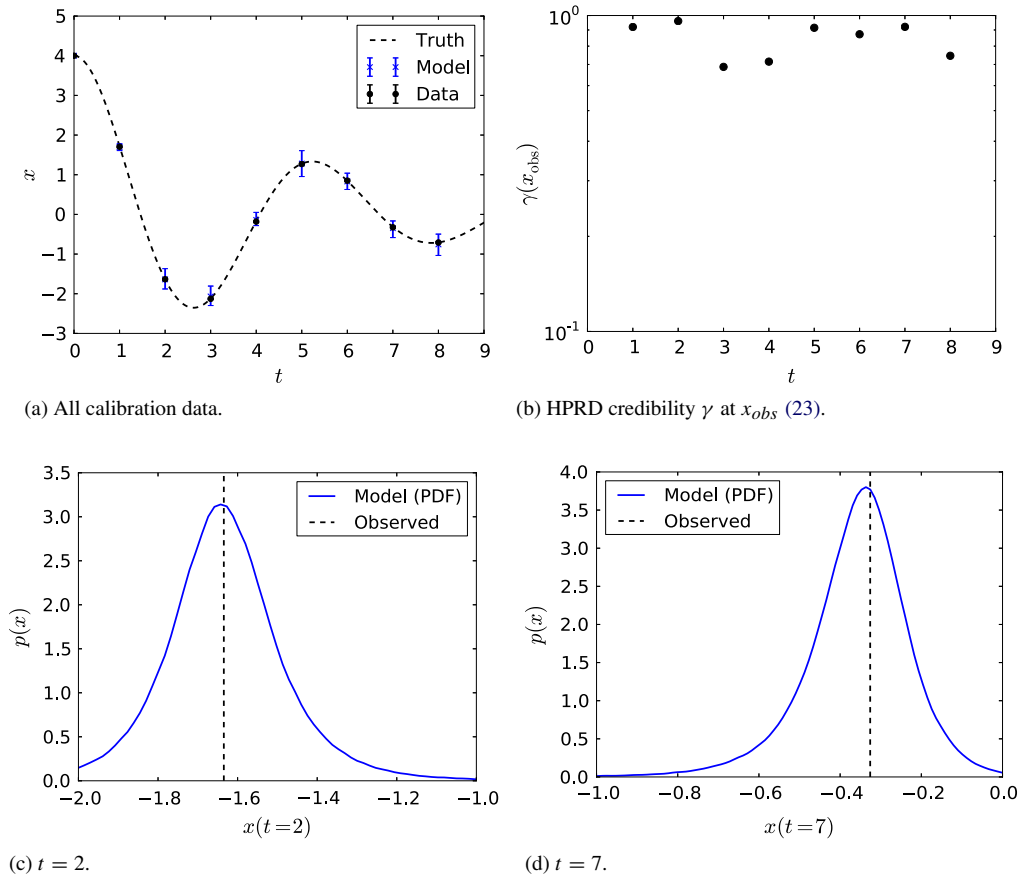 Truth
Model
Data
5
4
3
2
1
0
−1
−2
−3
x
0 1 2 3 4 5 6 7 8 9
t
(a) All calibration data.
10⁰
10⁻¹
γ(x_obs)
0 1 2 3 4 5 6 7 8 9
t
(b) HPRD credibility γ at x_obs (23).
Model (PDF)
Observed
3.5
3.0
2.5
2.0
1.5
1.0
0.5
0.0
p(x)
−2.0 −1.8 −1.6 −1.4 −1.2 −1.0
x(t=2)
(c) t = 2.
Model (PDF)
Observed
4.0
3.5
3.0
2.5
2.0
1.5
1.0
0.5
0.0
p(x)
−1.0 −0.8 −0.6 −0.4 −0.2 0.0
x(t=7)
(d) t = 7.